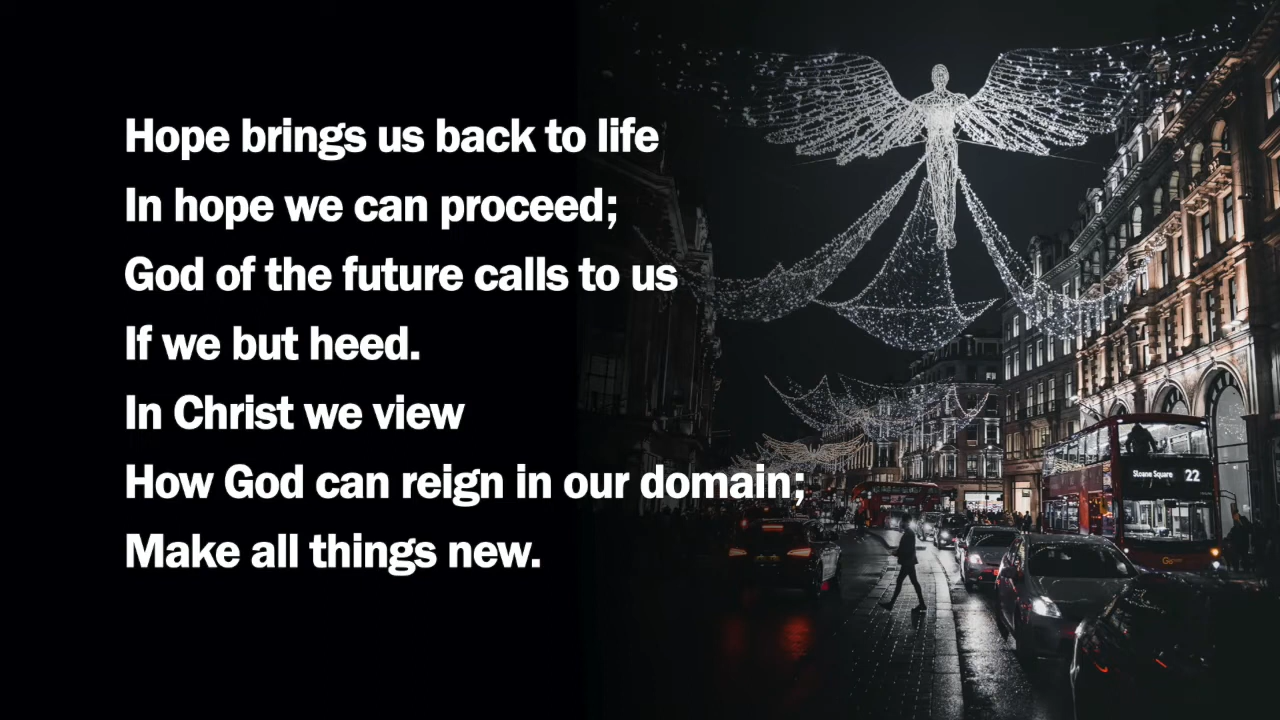 Hope brings us back to life
In hope we can proceed;
God of the future calls to us
If we but heed.
In Christ we view
How God can reign in our domain;
Make all things new.
Sloane Square 22
Go